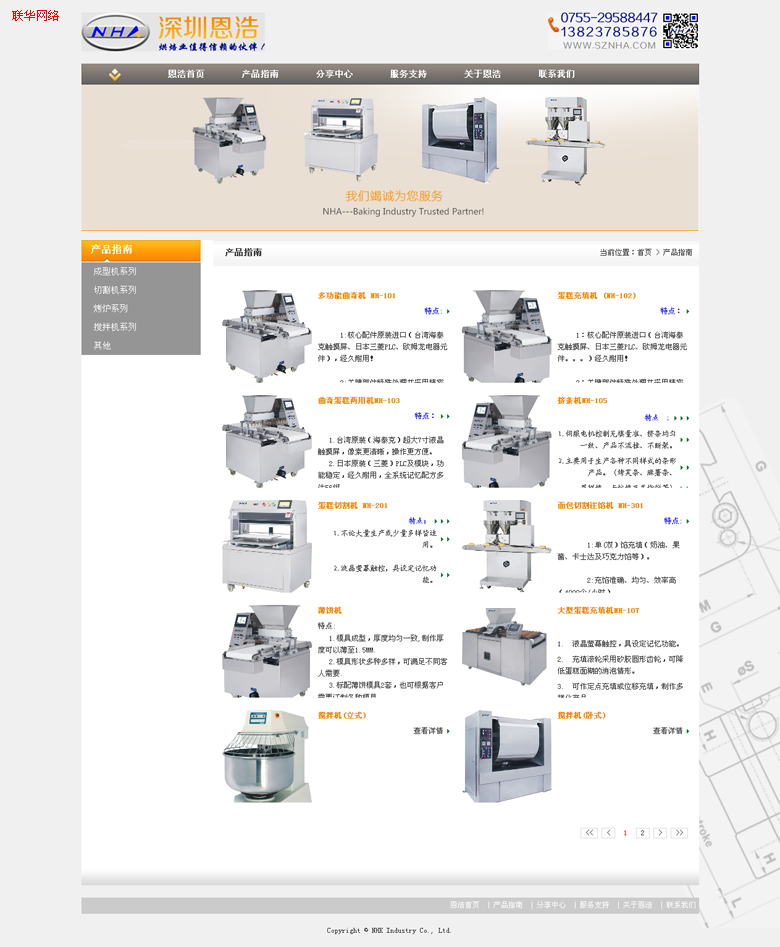 联华网络
NHA 深圳恩浩
烘焙业值得信赖的伙伴!
0755-29588447
13823785876
WWW.SZNHA.COM
恩浩首页 产品指南 分享中心 服务支持 关于恩浩 联系我们
我们竭诚为您服务
NHA---Baking Industry Trusted Partner!
产品指南
成型机系列
切割机系列
烤炉系列
搅拌机系列
其他
产品指南
当前位置：首页 > 产品指南
多功能曲奇机 NH-101
特点:
1:核心配件原装进口(台湾海泰
克触摸屏、日本三菱PLC、欧姆龙电器元
件),经久耐用!
蛋糕充填机 (NH-102)
特点：
1：核心配件原装进口(台湾海泰
克触摸屏、日本三菱PLC、欧姆龙电器元
件。。。)经久耐用!
曲奇蛋糕两用机NH-103
特点：
1.台湾原装(海泰克)超大7寸液晶
触摸屏,像素更清晰,操作更方便。
2.日本原装(三菱)PLC及模块,功
能稳定,经久耐用,全系统记忆配方多
挤条机NH-105
特点 ：
1.伺服电机控制无级量准。挤条均匀
一致、产品不流挂、不断裂。
2.主要用于生产各种不同样式的条形
产品。(烤芙条、雎薯条、
蛋糕切割机 NH-201
特点：
1.不论大量生产或少量多样皆适
用。
2.液晶萤幕触控，具设定记忆功
能。
面包切割注馅机 NH-301
特点:
1:单(双)馅充填(奶油、果
酱、卡士达及巧克力馅等)。
2:充馅准确、均匀、效率高
薄饼机
特点:
1.模具成型,厚度均匀一致,制作厚
度可以薄至1.5MM.
2.模具形状多种多样,可满足不同客
人需要.
3.标配薄饼模具2套,也可根据客户
大型蛋糕充填机NH-107
1. 液晶萤幕触控,具设定记忆功能。
2. 充填滚轮采用矽胶圆形齿轮,可降
低蛋糕面糊的消泡情形。
3. 可作定点充填或位移充填,制作多
搅拌机(立式)
查看详情
搅拌机(卧式)
查看详情
1 2
恩浩首页 | 产品指南 | 分享中心 | 服务支持 | 关于恩浩 | 联系我们
Copyright © NHK Industry Co., Ltd.